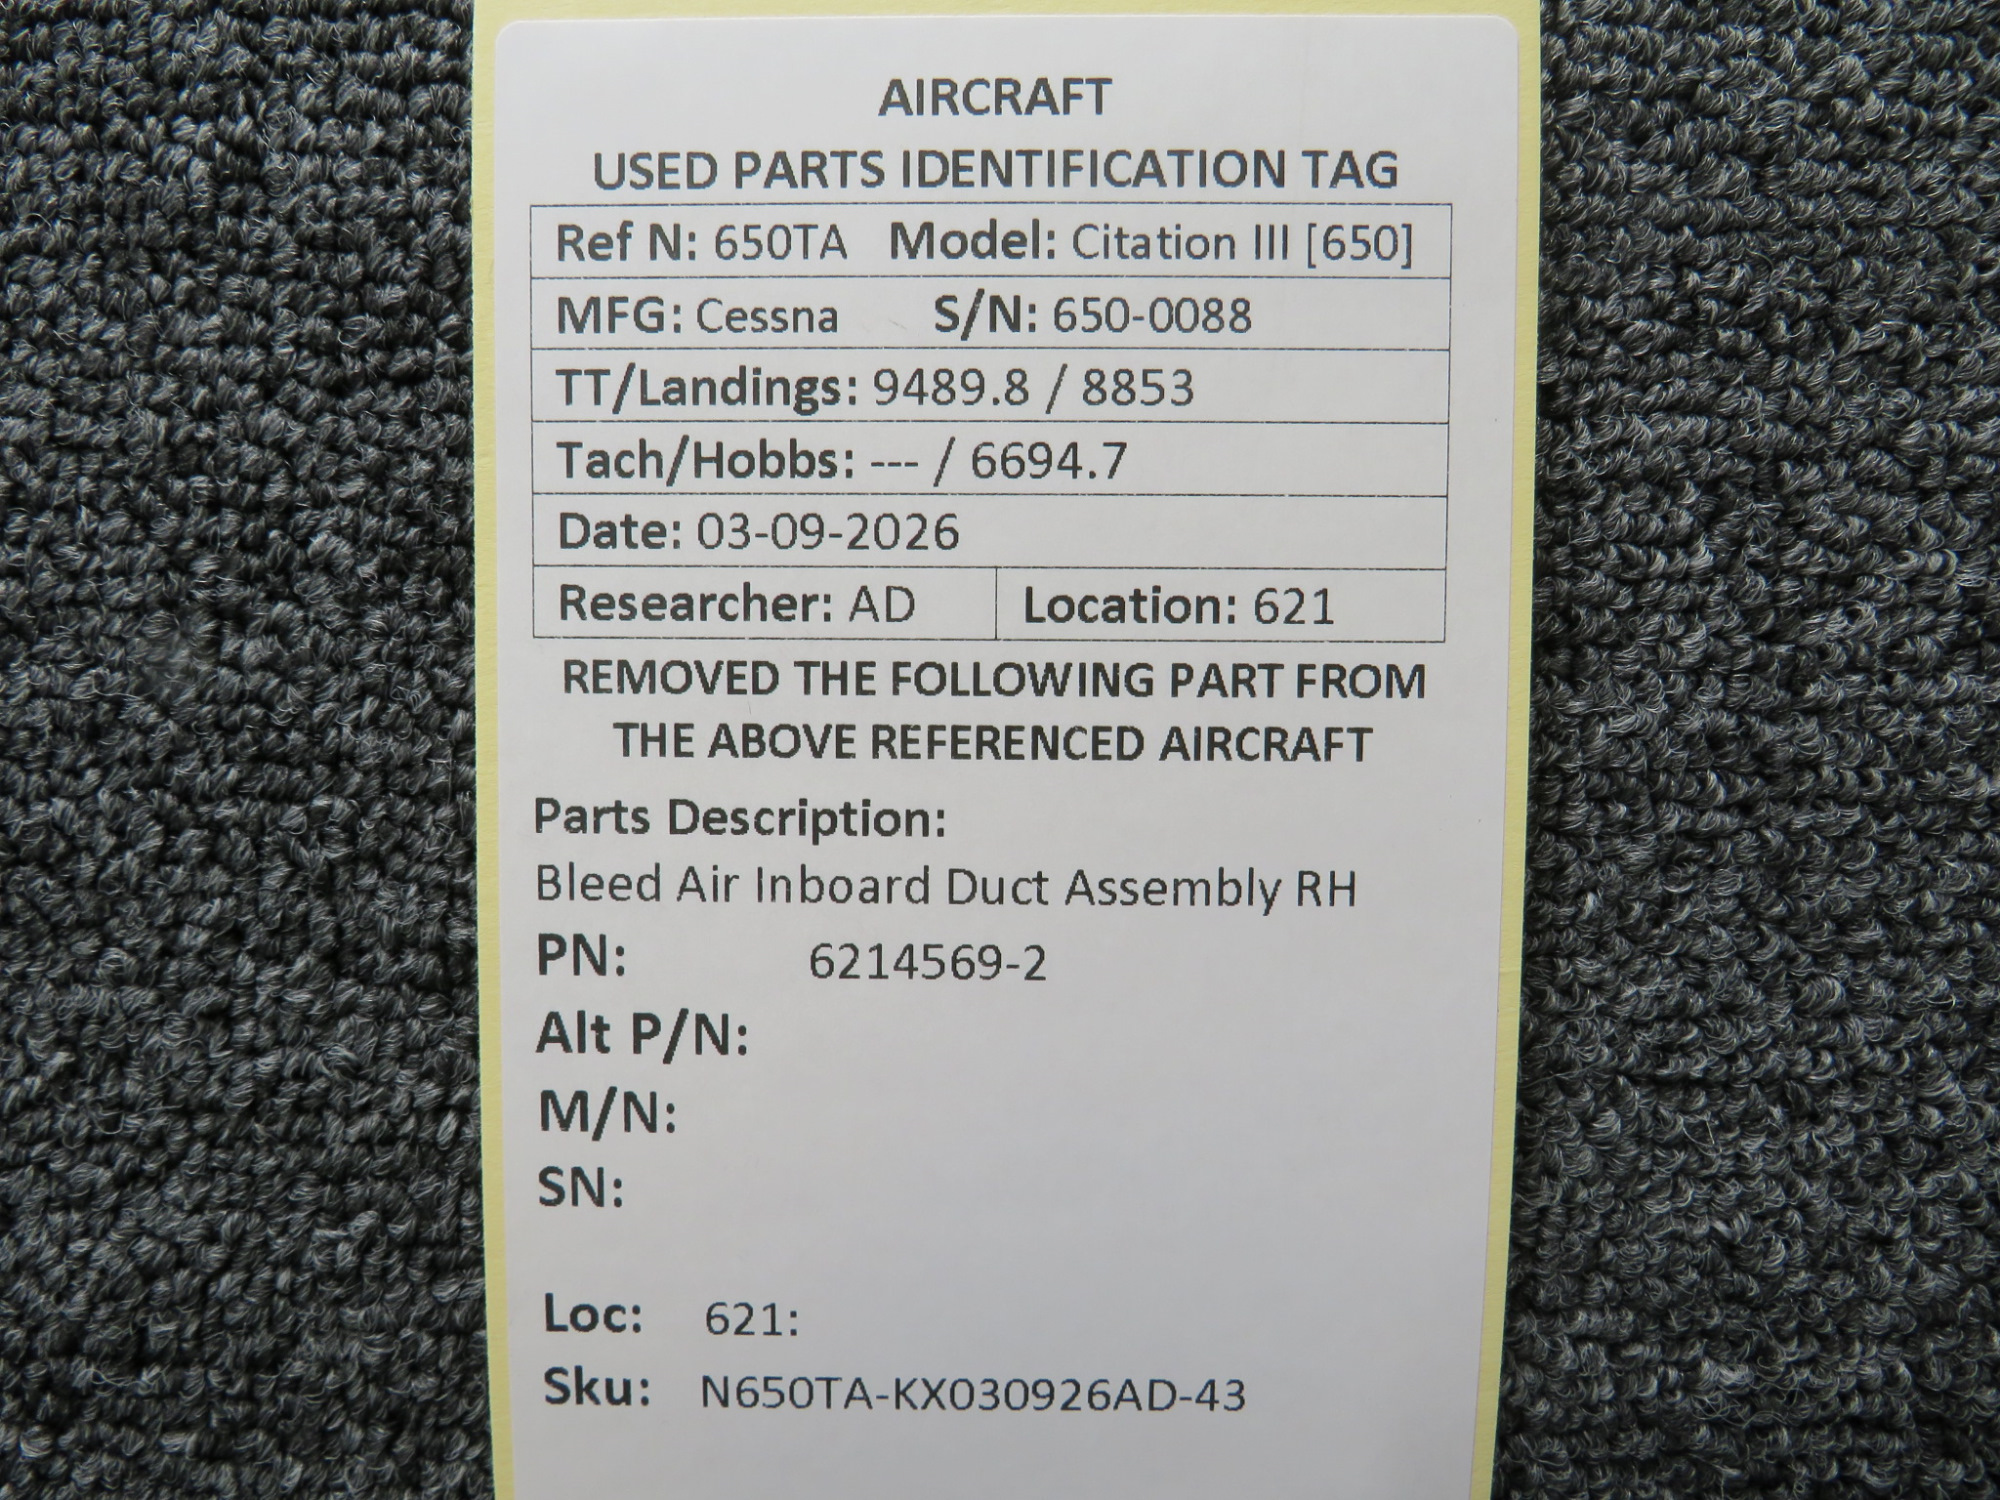 AIRCRAFT
USED PARTS IDENTIFICATION TAG
Ref N: 650TA Model: Citation III [650]
MFG: Cessna S/N: 650-0088
TT/Landings: 9489.8 / 8853
Tach/Hobbs: --- / 6694.7
Date: 03-09-2026
Researcher: AD Location: 621
REMOVED THE FOLLOWING PART FROM
THE ABOVE REFERENCED AIRCRAFT
Parts Description:
Bleed Air Inboard Duct Assembly RH
PN: 6214569-2
Alt P/N:
M/N:
SN:
Loc: 621:
Sku: N650TA-KX030926AD-43